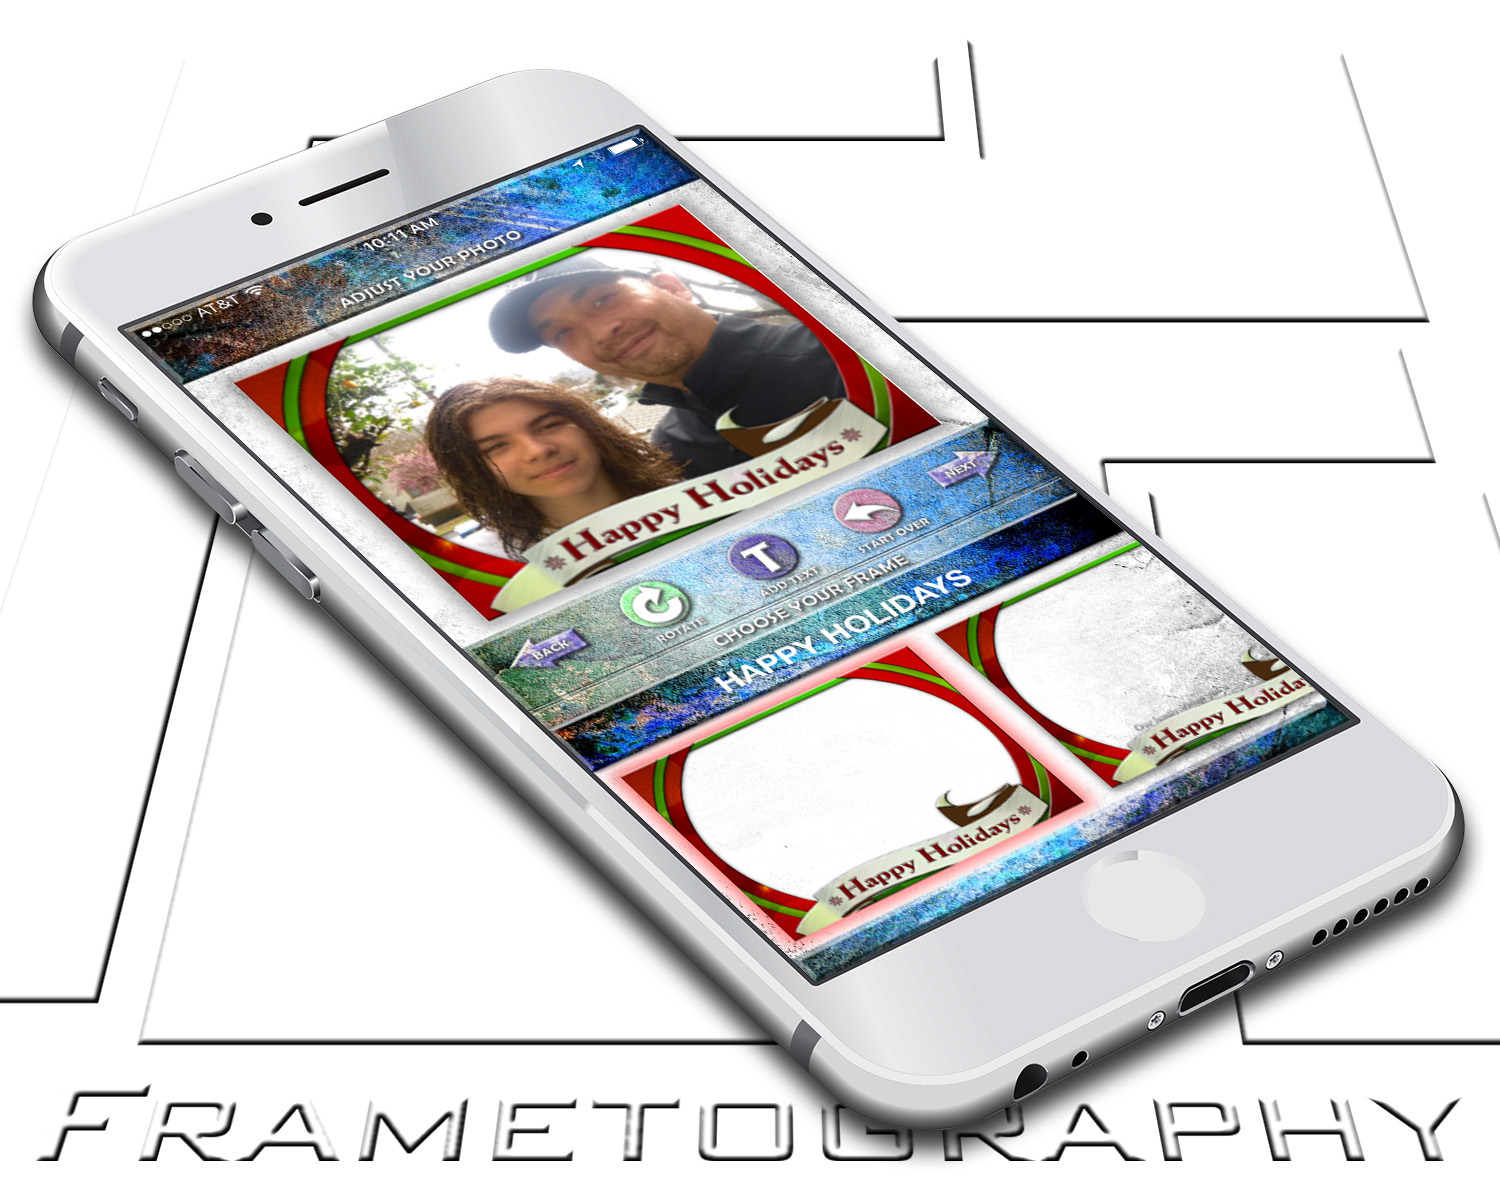 AT&T
10:11 AM
ADJUST YOUR PHOTO
Happy Holidays
BACK
ROTATE
ADD TEXT
START OVER
NEXT
CHOOSE YOUR FRAME
HAPPY HOLIDAYS
Happy Holidays
Happy Holida
FRAMETOGRAPHY